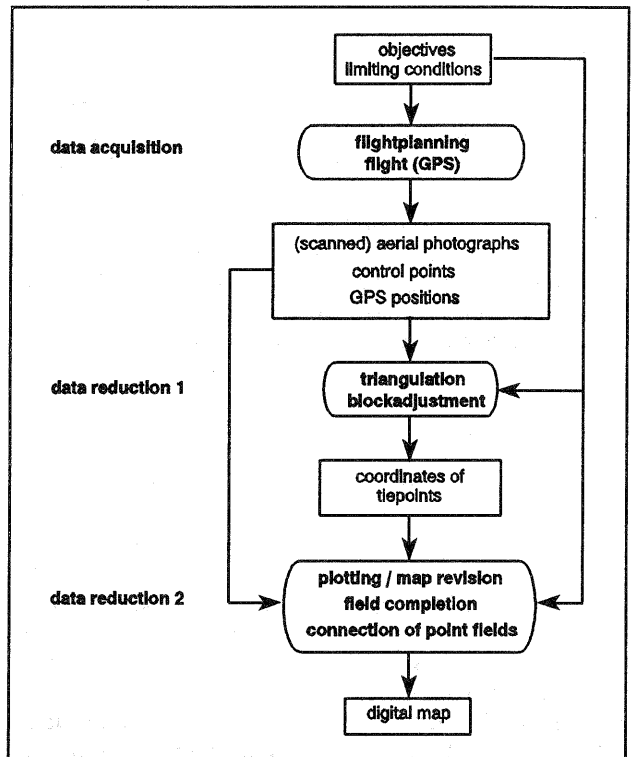 objectives
limiting conditions
data acquisition
flightplanning
flight (GPS)
(scanned) aerial photographs
control points
GPS positions
data reduction 1
triangulation
blockadjustment
coordinates of
tiepoints
data reduction 2
plotting / map revision
field completion
connection of point fields
digital map